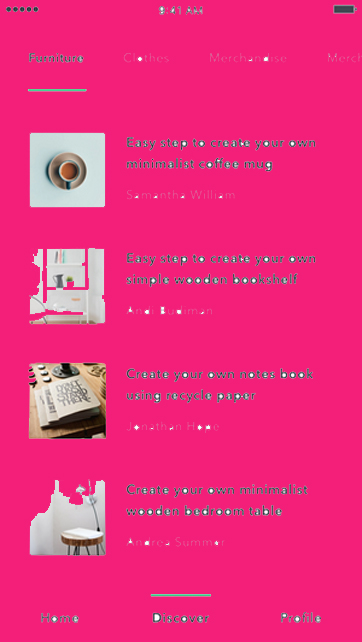 9:41 AM
Furniture Clothes Merchandise Merch
Easy step to create your own
minimalist coffee mug
Samantha William
Easy step to create your own
simple wooden bookshelf
Andi Budiman
Create your own notes book
using recycle paper
Jonathan Hope
Create your own minimalist
wooden bedroom table
Andrea Summer
Home Discover Profile